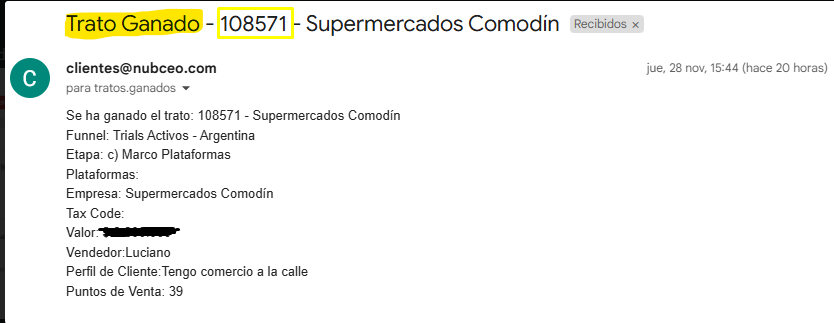 Trato Ganado - 108571 - Supermercados Comodín Recibidos ×
C
clientes@nubceo.com jue, 28 nov, 15:44 (hace 20 horas)
para tratos.ganados
Se ha ganado el trato: 108571 - Supermercados Comodín
Funnel: Trials Activos - Argentina
Etapa: c) Marco Plataformas
Plataformas:
Empresa: Supermercados Comodín
Tax Code:
Valor:
Vendedor:Luciano
Perfil de Cliente:Tengo comercio a la calle
Puntos de Venta: 39